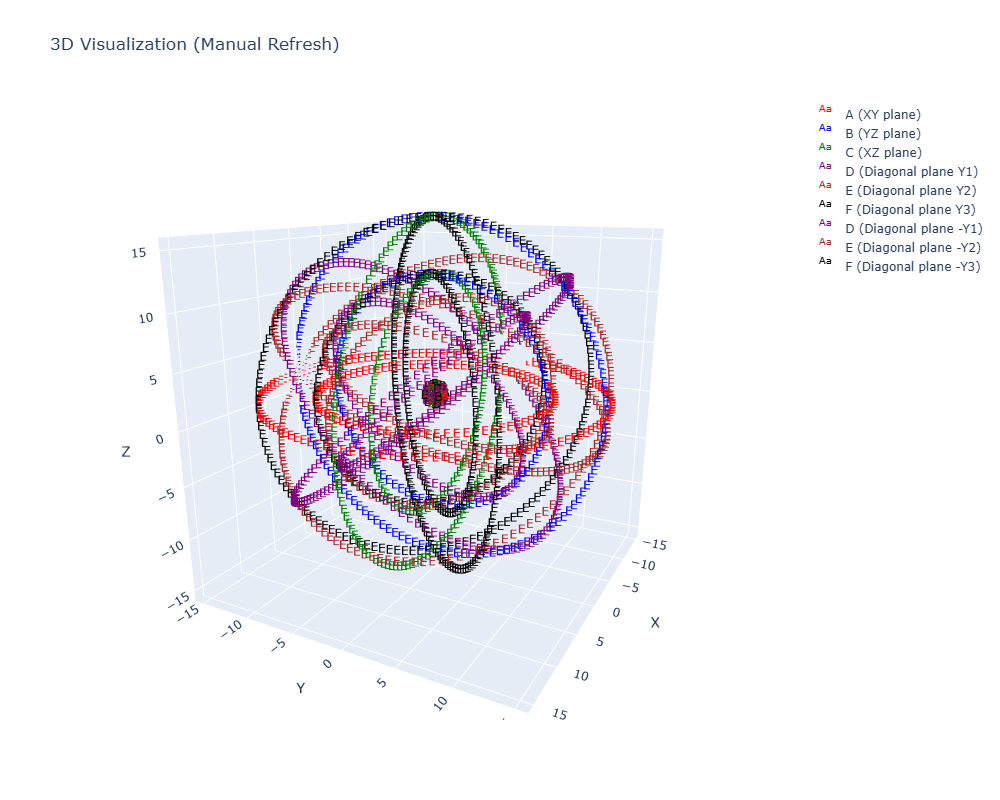 3D Visualization (Manual Refresh)
Aa A (XY plane)
Aa B (YZ plane)
Aa C (XZ plane)
Aa D (Diagonal plane Y1)
Aa E (Diagonal plane Y2)
Aa F (Diagonal plane Y3)
Aa D (Diagonal plane -Y1)
Aa E (Diagonal plane -Y2)
Aa F (Diagonal plane -Y3)
15
10
5
0
−5
−10
−15
Z
−15
−10
−5
0
5
10
Y
−15
−10
−5
0
5
10
15
X